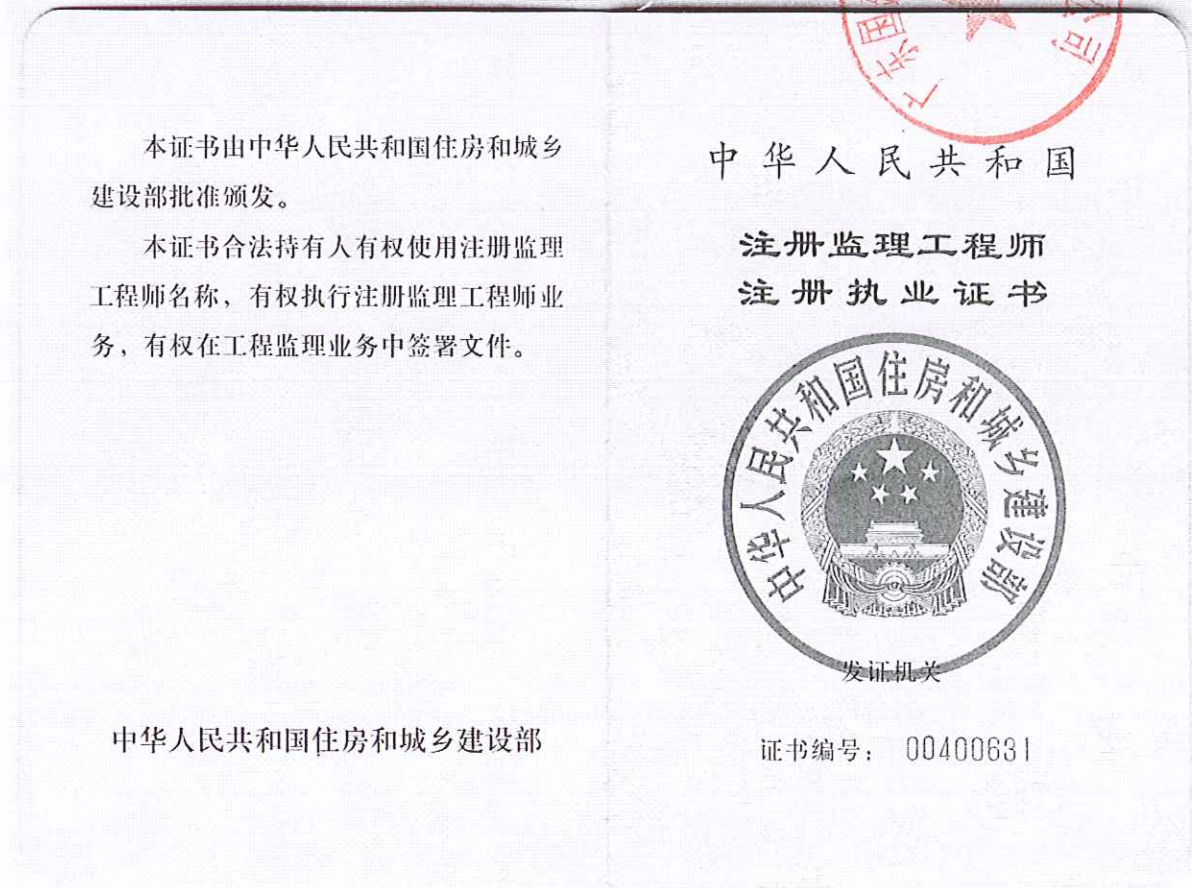 本证书由中华人民共和国住房和城乡
建设部批准颁发。
本证书合法持有人有权使用注册监理
工程师名称，有权执行注册监理工程师业
务，有权在工程监理业务中签署文件。
中华人民共和国住房和城乡建设部
广东国
司
中华人民共和国
注册监理工程师
注册执业证书
中华人民共和国住房和城乡建设部
发证机关
证书编号： 00400631